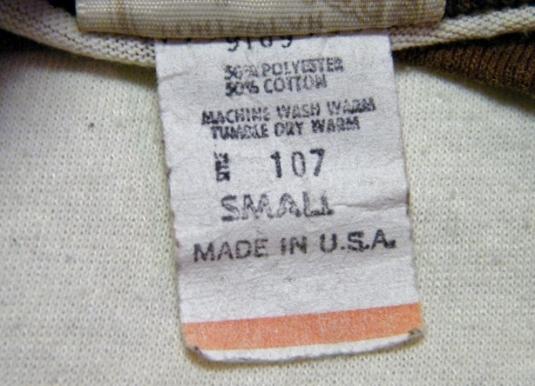 50% POLYESTER
50% COTTON
MACHINE WASH WARM
TUMBLE DRY WARM
107
SMALL
MADE IN U.S.A.